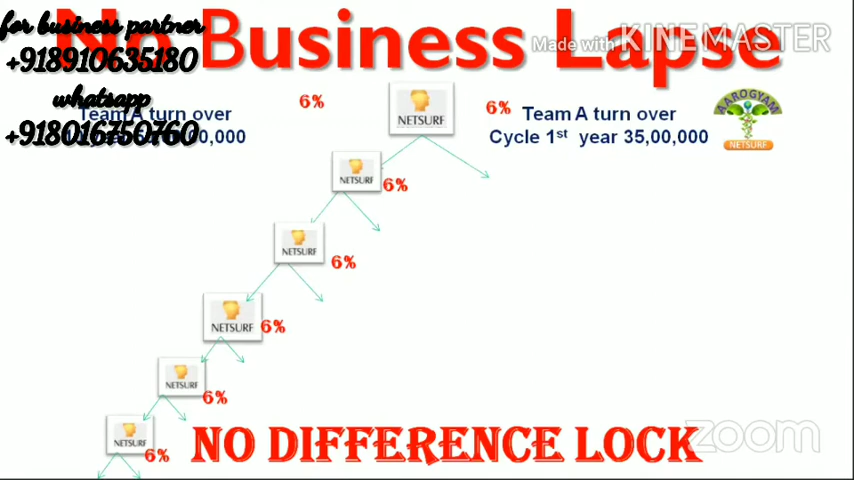 No Business Lapse
for business partner
+918910635180
whatsapp
+918016750760
Made with KINEMASTER
Team A turn over
00,000
6%
NETSURF
6%
Team A turn over
Cycle 1st year 35,00,000
AAROGYAM
NETSURF
NETSURF
6%
NETSURF
6%
NETSURF
6%
NETSURF
6%
NETSURF
6%
NO DIFFERENCE LOCK
zoom